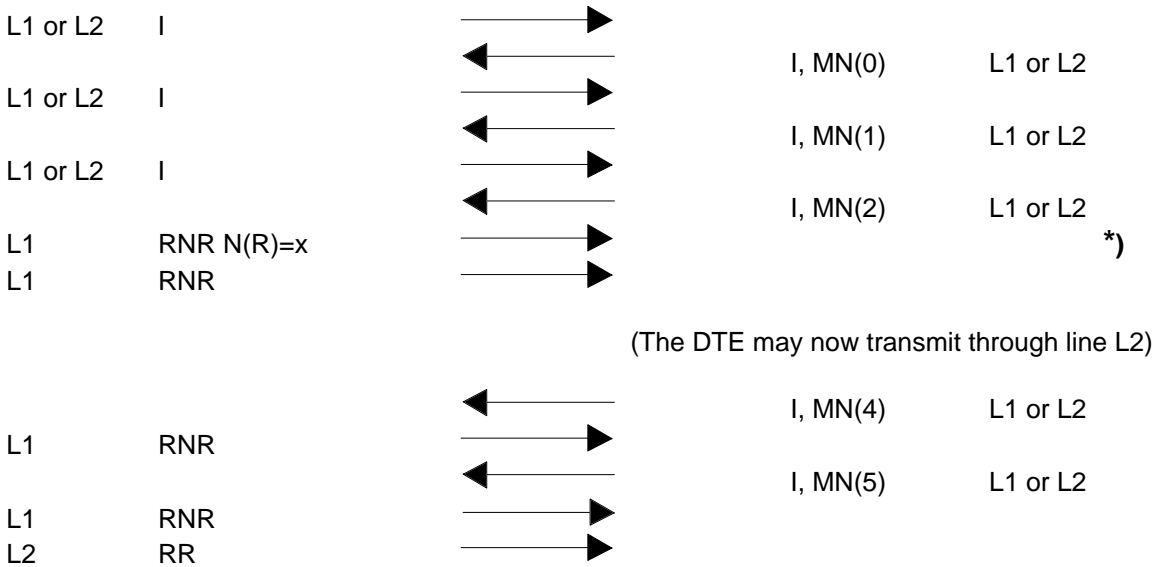 L1 or L2 I
I, MN(0) L1 or L2
L1 or L2 I
I, MN(1) L1 or L2
L1 or L2 I
I, MN(2) L1 or L2
L1 RNR N(R)=x *)
L1 RNR
(The DTE may now transmit through line L2)
I, MN(4) L1 or L2
L1 RNR
I, MN(5) L1 or L2
L1 RNR
L2 RR